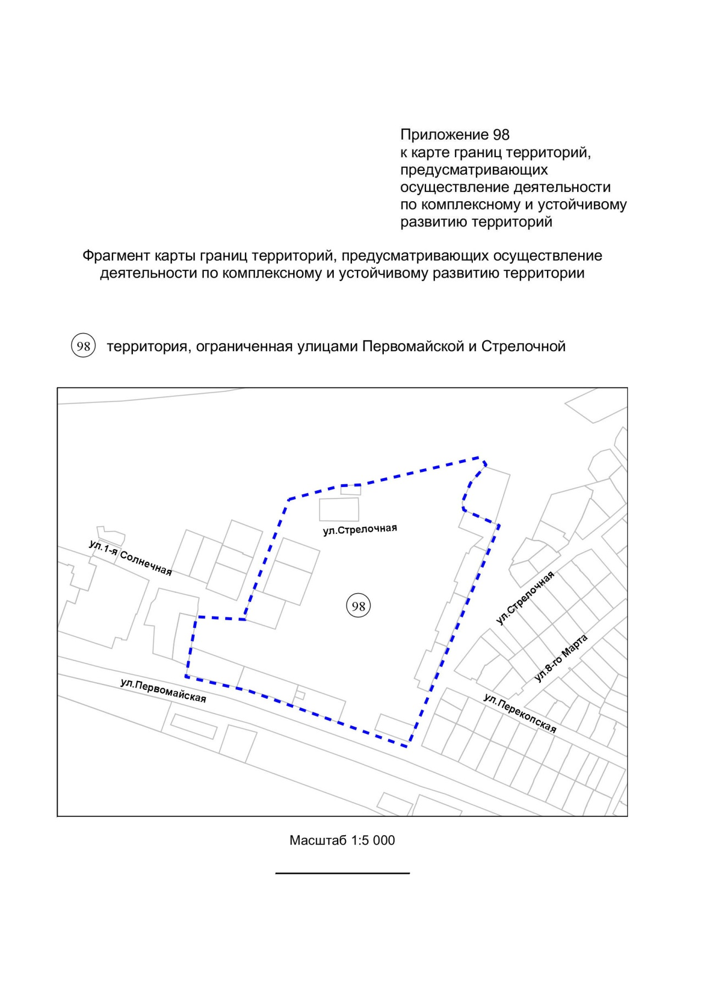 Приложение 98
к карте границ территорий,
предусматривающих
осуществление деятельности
по комплексному и устойчивому
развитию территорий
Фрагмент карты границ территорий, предусматривающих осуществление
деятельности по комплексному и устойчивому развитию территории
98 территория, ограниченная улицами Первомайской и Стрелочной
ул.Стрелочная
ул.1-я Солнечная
98
ул.Стрелочная
ул.8-го Марта
ул.Первомайская
ул.Перекопская
Масштаб 1:5 000